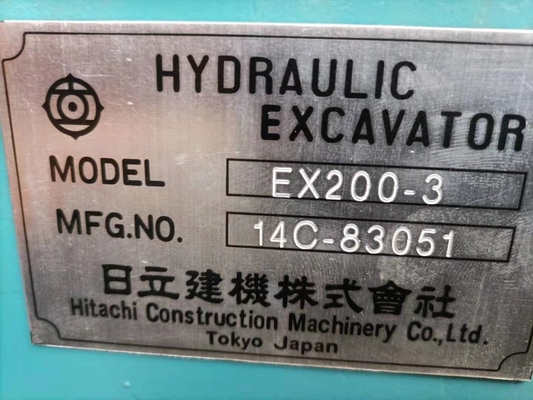 HYDRAULIC
EXCAVATOR
MODEL EX200-3
MFG.NO. 14C-83051
日立建機株式會社
Hitachi Construction Machinery Co.,Ltd.
Tokyo Japan